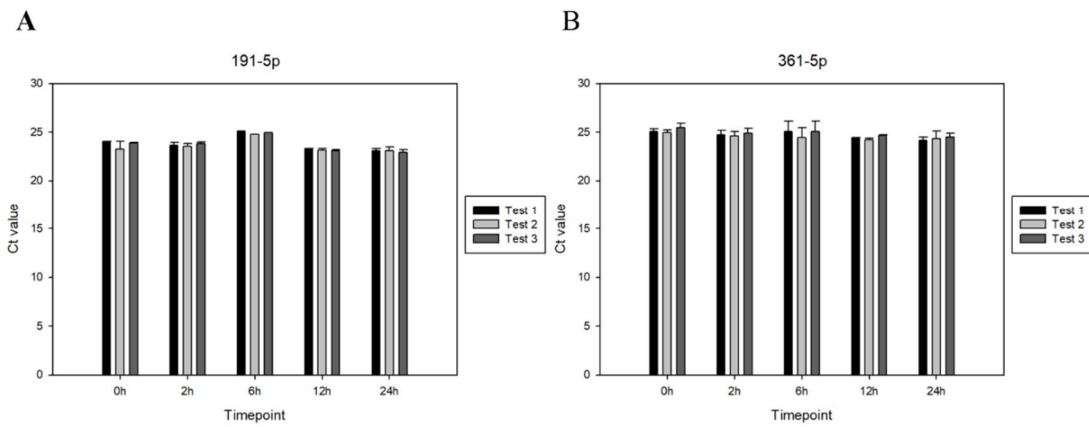 A
191-5p
Ct value
30
25
20
15
10
5
0
0h 2h 6h 12h 24h
Timepoint
Test 1
Test 2
Test 3
B
361-5p
Ct value
30
25
20
15
10
5
0
0h 2h 6h 12h 24h
Timepoint
Test 1
Test 2
Test 3